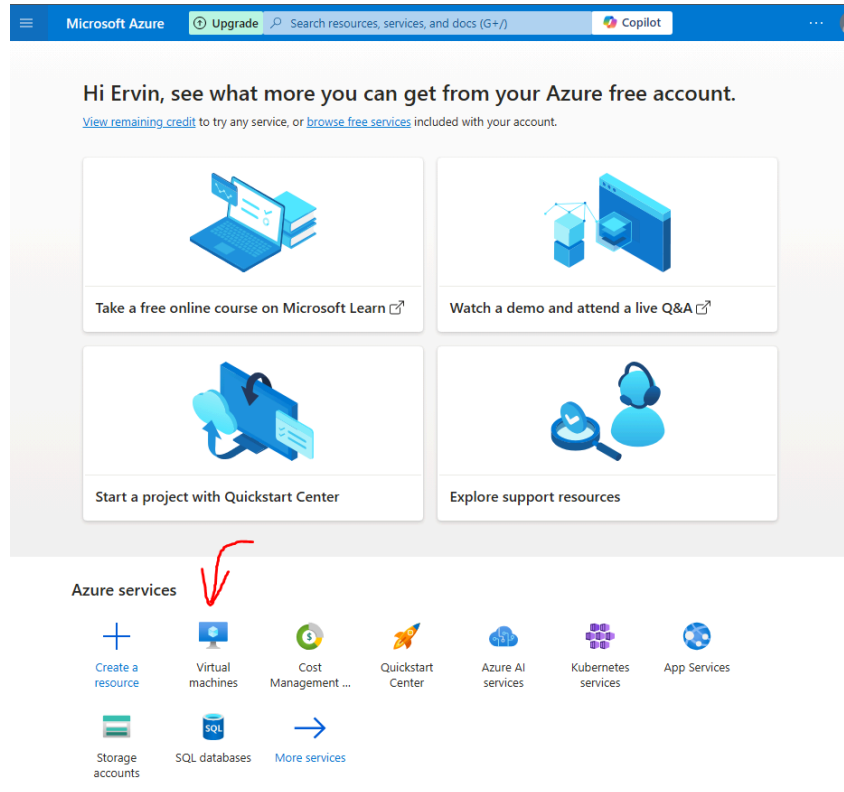 Microsoft Azure
Upgrade
Search resources, services, and docs (G+/)
Copilot
Hi Ervin, see what more you can get from your Azure free account.
View remaining credit to try any service, or browse free services included with your account.
Take a free online course on Microsoft Learn
Watch a demo and attend a live Q&A
Start a project with Quickstart Center
Explore support resources
Azure services
Create a
resource
Virtual
machines
Cost
Management ...
Quickstart
Center
Azure AI
services
Kubernetes
services
App Services
Storage
accounts
SQL
SQL databases
More services